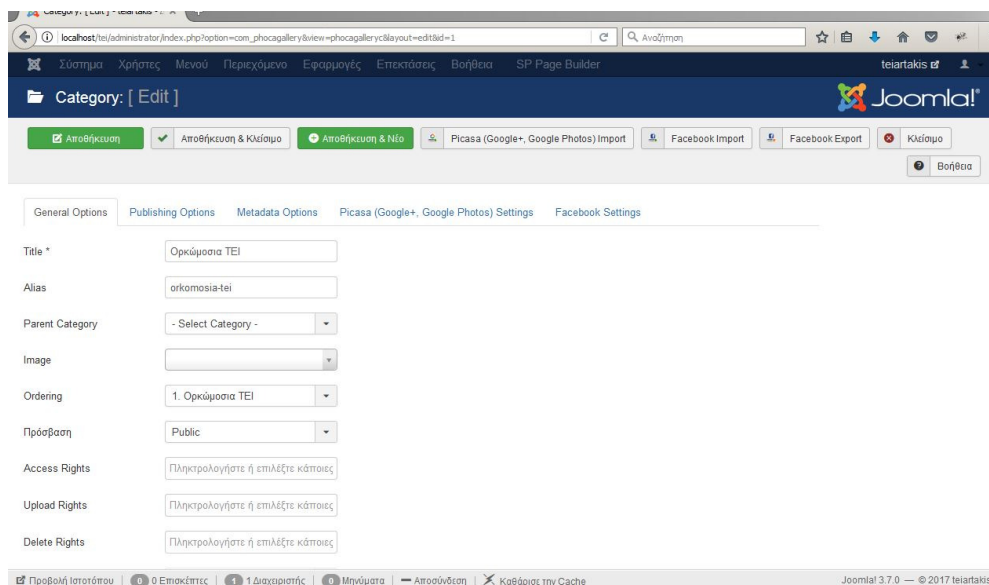 Category: [ Edit ] - teiartakis - ...
localhost/tei/administrator/index.php?option=com_phocagallery&view=phocagalleryc&layout=edit&id=1
Αναζήτηση
Σύστημα Χρήστες Μενού Περιεχόμενο Εφαρμογές Επεκτάσεις Βοήθεια SP Page Builder teiartakis
Category: [ Edit ] Joomla!
Αποθήκευση Αποθήκευση & Κλείσιμο Αποθήκευση & Νέο Picasa (Google+, Google Photos) Import Facebook Import Facebook Export Κλείσιμο
Βοήθεια
General Options Publishing Options Metadata Options Picasa (Google+, Google Photos) Settings Facebook Settings
Title * Ορκώμοσια ΤΕΙ
Alias orkomosia-tei
Parent Category - Select Category -
Image
Ordering 1. Ορκώμοσια ΤΕΙ
Πρόσβαση Public
Access Rights Πληκτρολογήστε ή επιλέξτε κάποιες
Upload Rights Πληκτρολογήστε ή επιλέξτε κάποιες
Delete Rights Πληκτρολογήστε ή επιλέξτε κάποιες
Προβολή Ιστοτόπου 0 0 Επισκέπτες 1 1 Διαχειριστής 0 Μηνύματα Αποσύνδεση Καθάρισε την Cache Joomla! 3.7.0 — © 2017 teiartakis